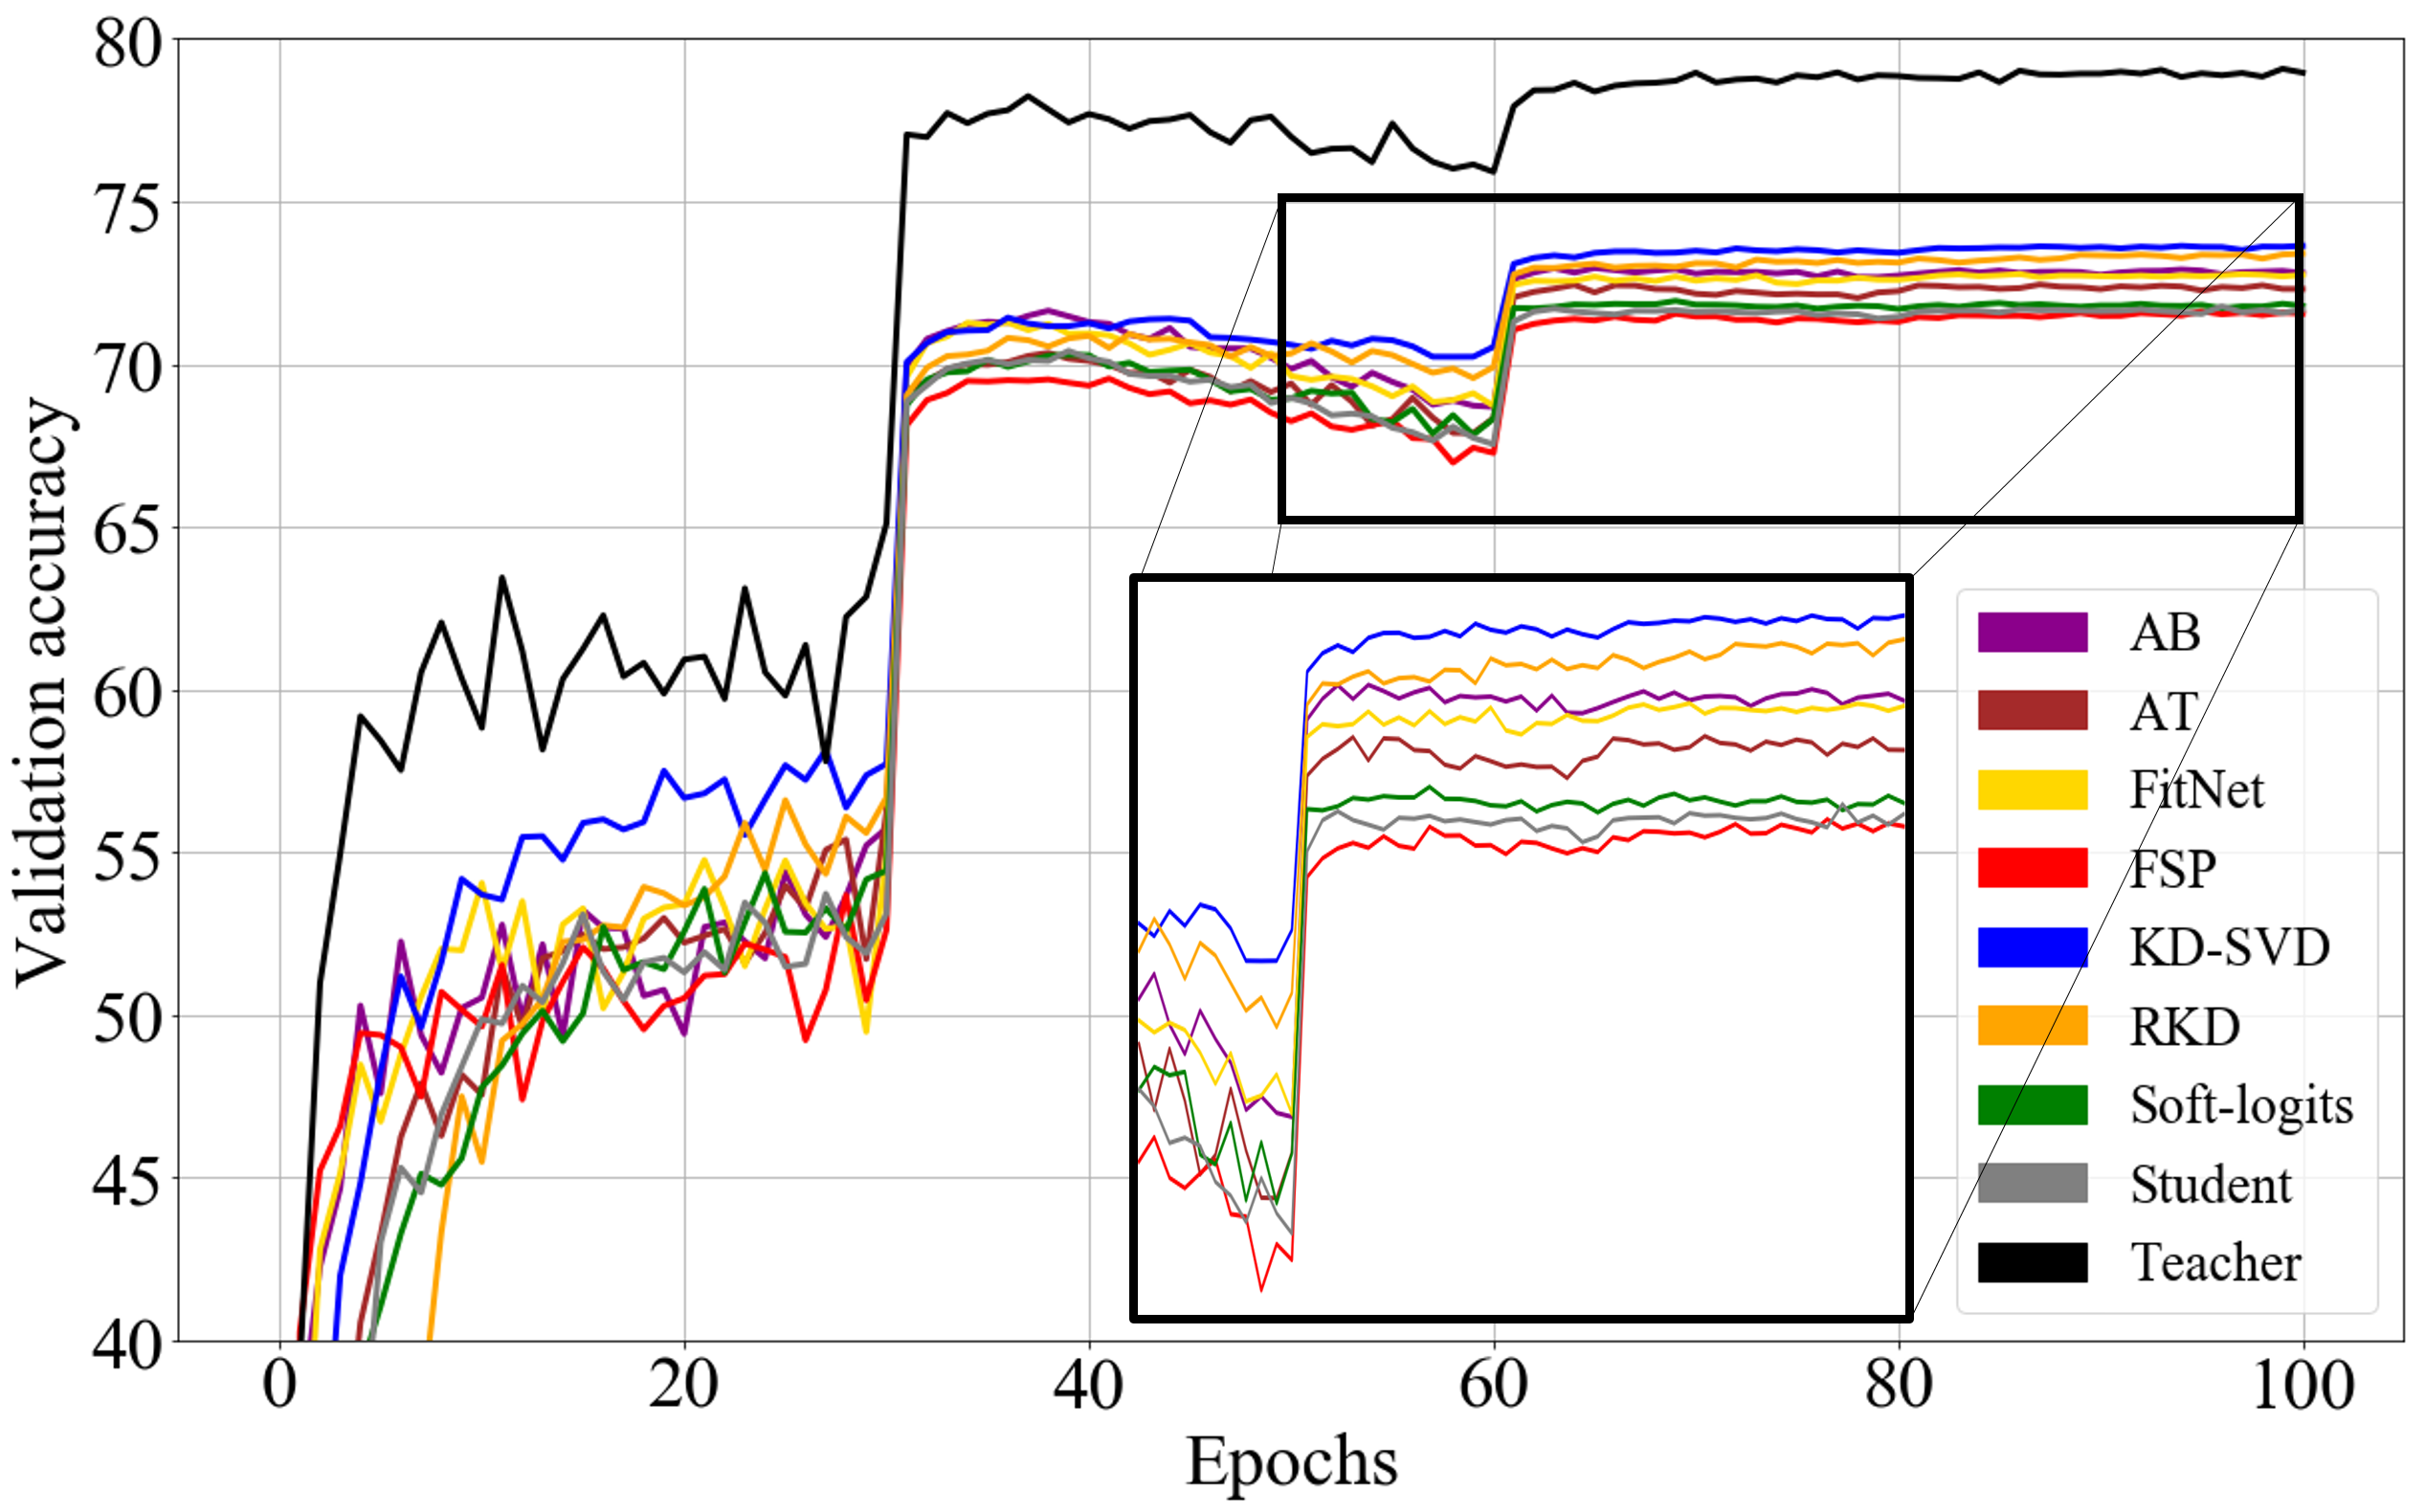 80
75
70
65
60
55
50
45
40
Validation accuracy
0 20 40 60 80 100
Epochs
AB
AT
FitNet
FSP
KD-SVD
RKD
Soft-logits
Student
Teacher